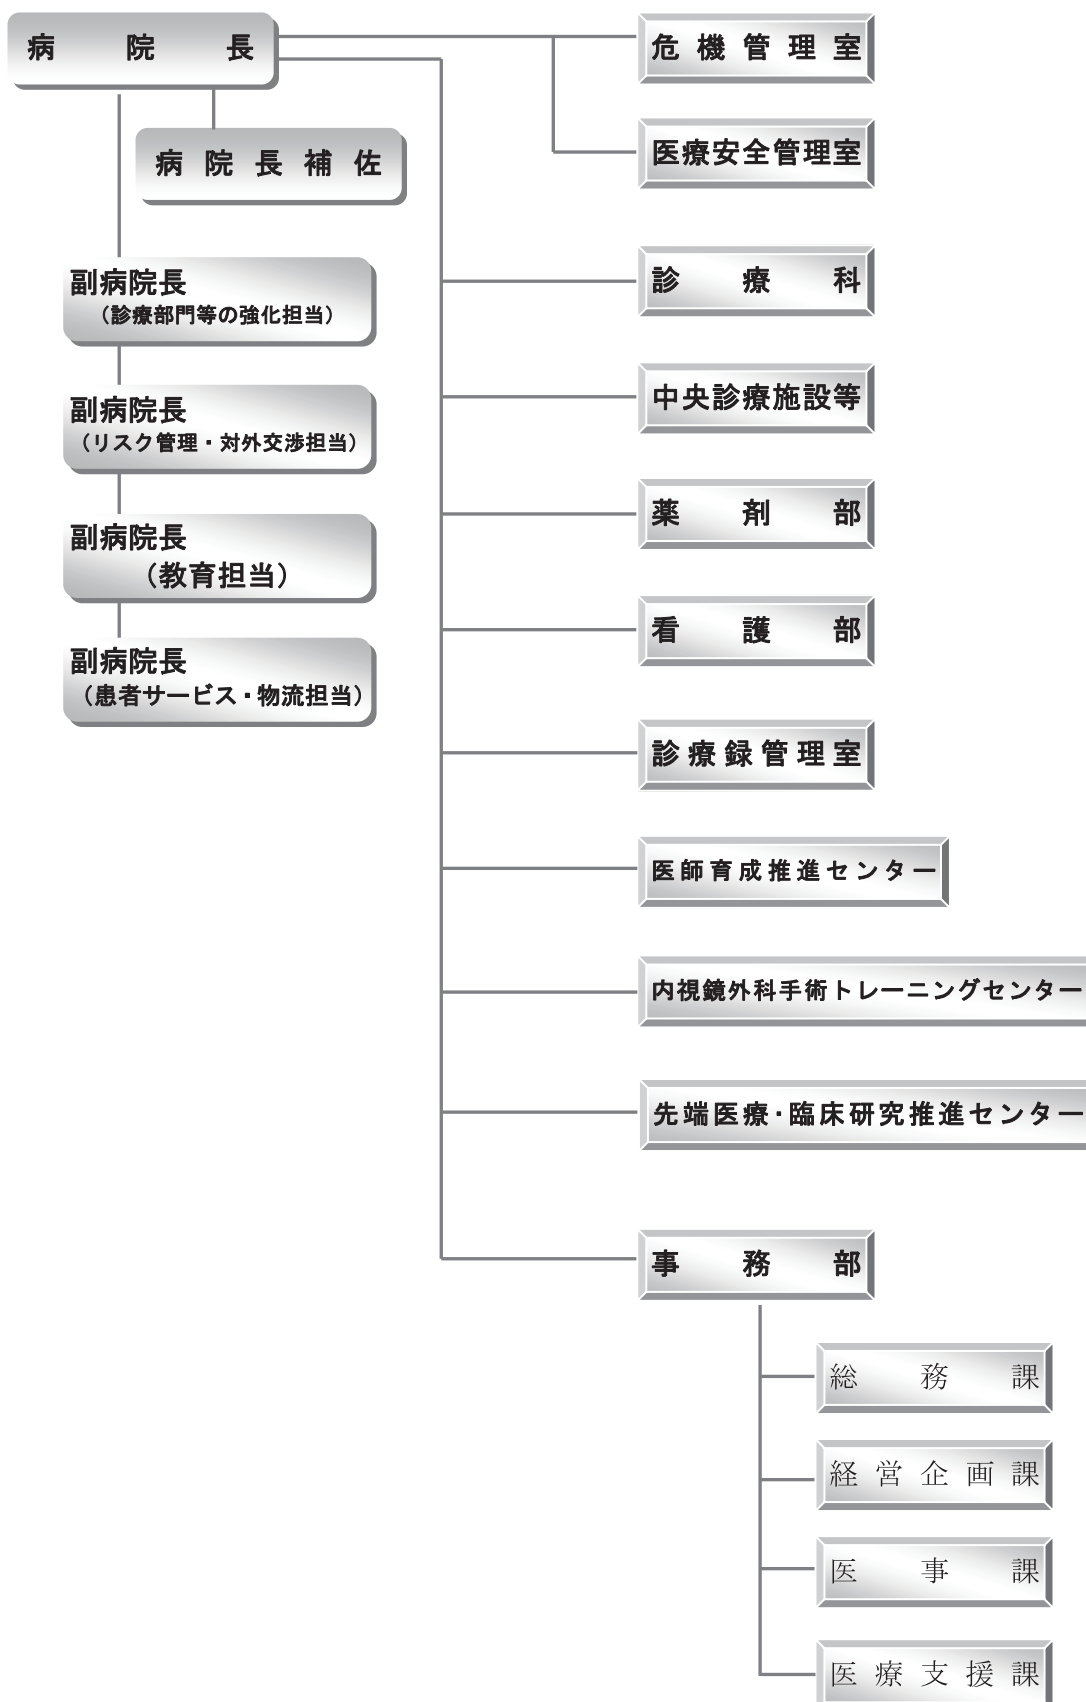 病院長
病院長補佐
副病院長
(診療部門等の強化担当)
副病院長
(リスク管理・対外交渉担当)
副病院長
(教育担当)
副病院長
(患者サービス・物流担当)
危機管理室
医療安全管理室
診療科
中央診療施設等
薬剤部
看護部
診療録管理室
医師育成推進センター
内視鏡外科手術トレーニングセンター
先端医療・臨床研究推進センター
事務部
総務課
経営企画課
医事課
医療支援課